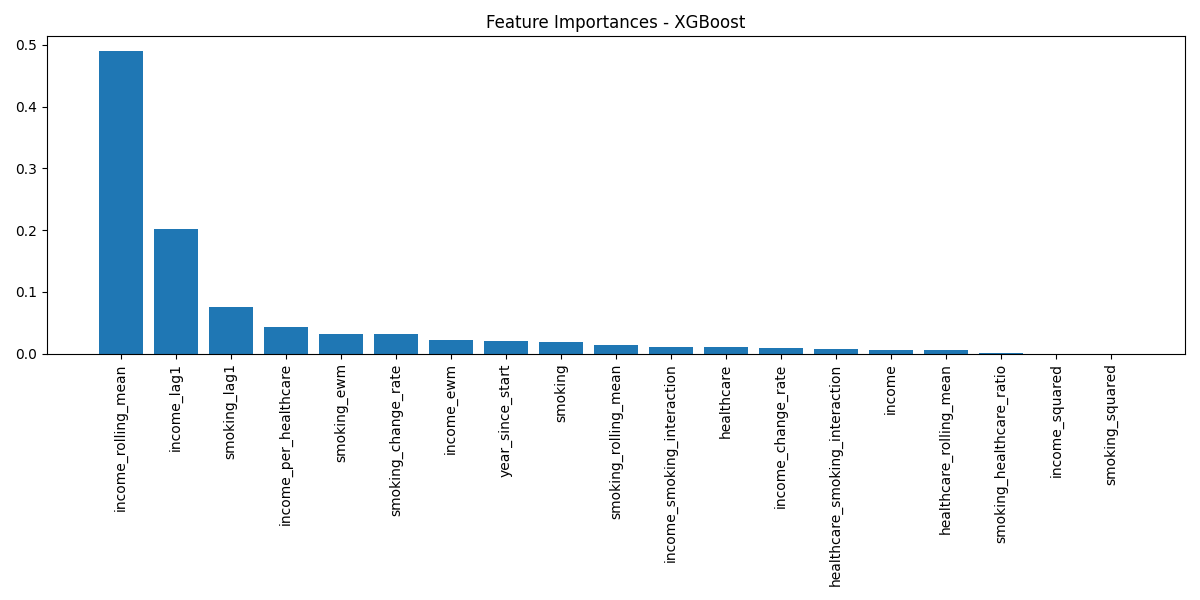 Feature Importances - XGBoost
0.5
0.4
0.3
0.2
0.1
0.0
income_rolling_mean
income_lag1
smoking_lag1
income_per_healthcare
smoking_ewm
smoking_change_rate
income_ewm
year_since_start
smoking
smoking_rolling_mean
income_smoking_interaction
healthcare
income_change_rate
healthcare_smoking_interaction
income
healthcare_rolling_mean
smoking_healthcare_ratio
income_squared
smoking_squared